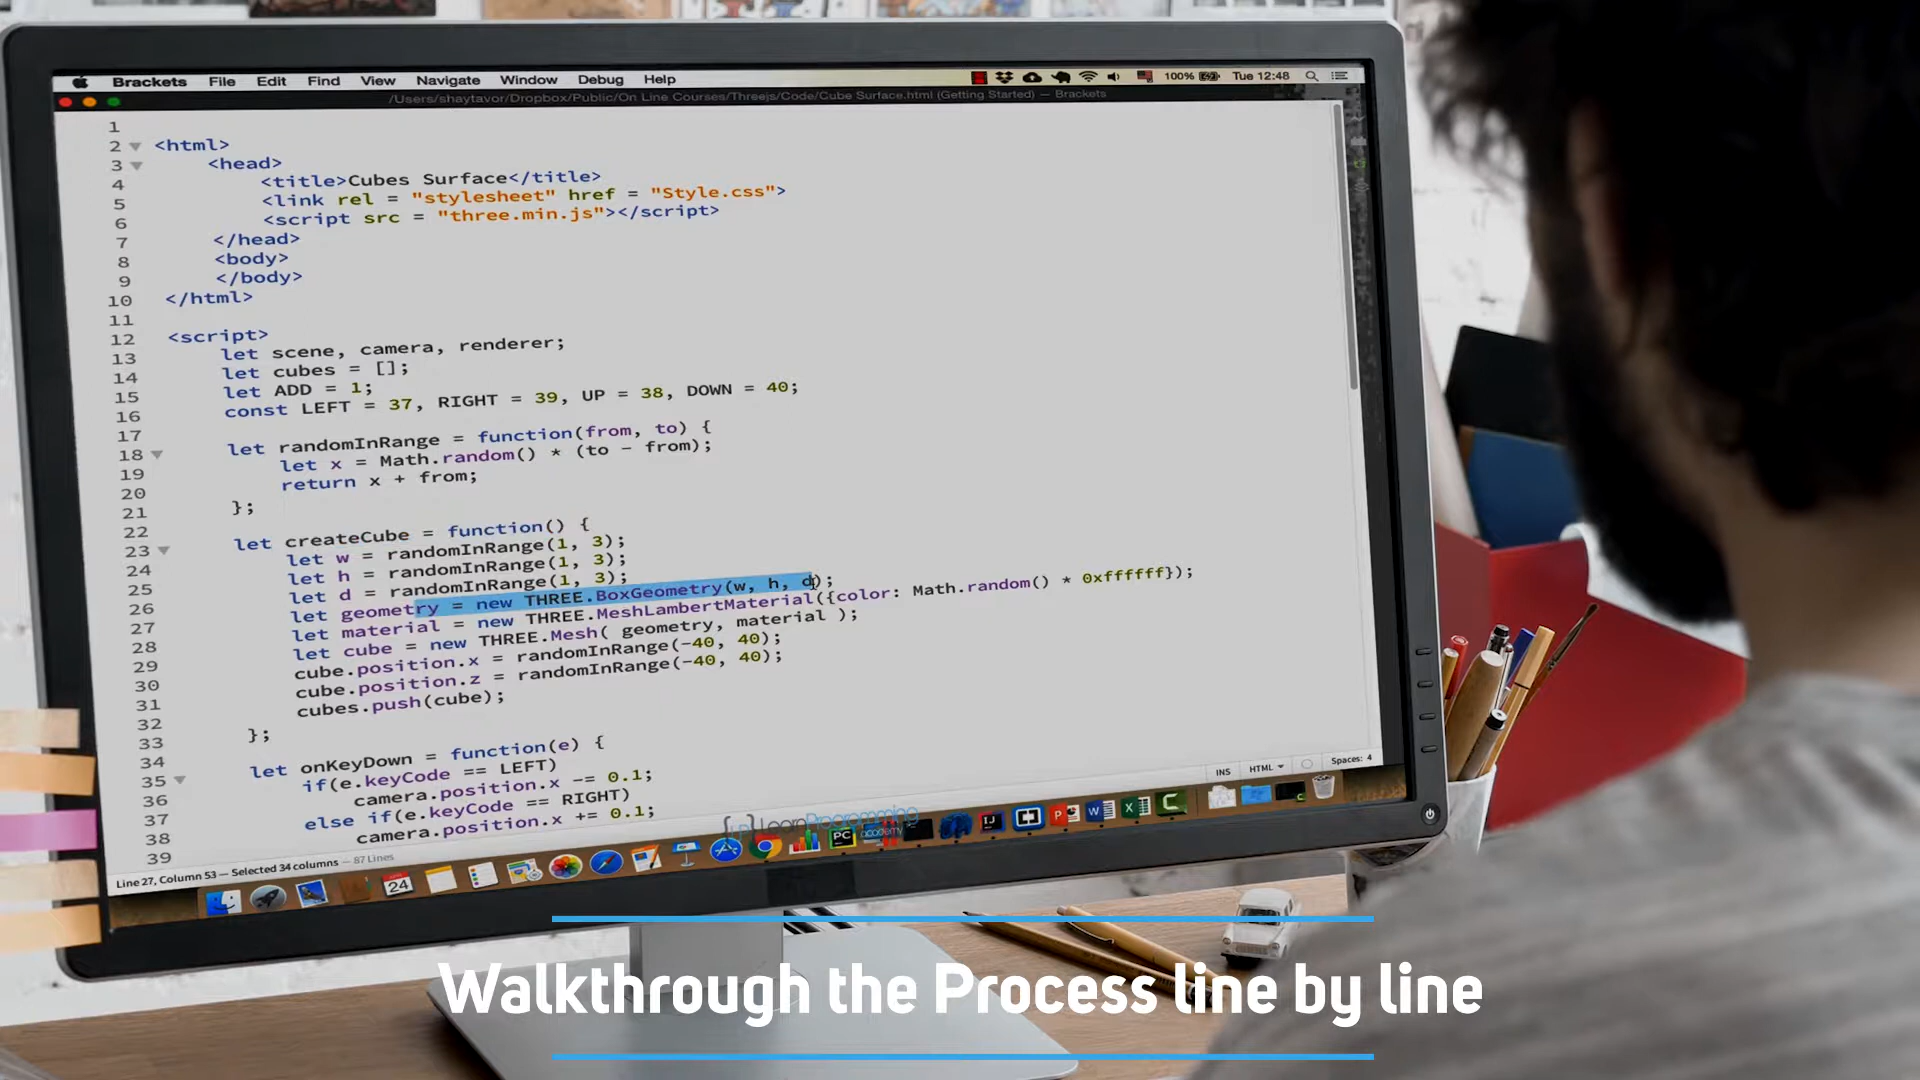 Brackets File Edit Find View Navigate Window Debug Help 100% Tue 12:48
/Users/shaytavor/Dropbox/Public/On Line Courses/Threejs/Code/Cube Surface.html (Getting Started) — Brackets
1
2 <html>
3 <head>
4 <title>Cubes Surface</title>
5 <link rel = "stylesheet" href = "Style.css">
6 <script src = "three.min.js"></script>
7 </head>
8 <body>
9 </body>
10 </html>
11
12 <script>
13 let scene, camera, renderer;
14 let cubes = [];
15 let ADD = 1;
16 const LEFT = 37, RIGHT = 39, UP = 38, DOWN = 40;
17
18 let randomInRange = function(from, to) {
19 let x = Math.random() * (to - from);
20 return x + from;
21 };
22
23 let createCube = function() {
24 let w = randomInRange(1, 3);
25 let h = randomInRange(1, 3);
26 let d = randomInRange(1, 3);
27 let geometry = new THREE.BoxGeometry(w, h, d);
28 let material = new THREE.MeshLambertMaterial({color: Math.random() * 0xffffff});
29 let cube = new THREE.Mesh( geometry, material );
30 cube.position.x = randomInRange(-40, 40);
31 cube.position.z = randomInRange(-40, 40);
32 cubes.push(cube);
33 };
34
35 let onKeyDown = function(e) {
36 if(e.keyCode == LEFT)
37 camera.position.x -= 0.1;
38 else if(e.keyCode == RIGHT)
39 camera.position.x += 0.1;
Line 27, Column 53 — Selected 34 columns — 87 Lines
INS HTML Spaces: 4
LearnProgramming
academy
24
PC
IJ
P
W
X
C
Walkthrough the Process line by line